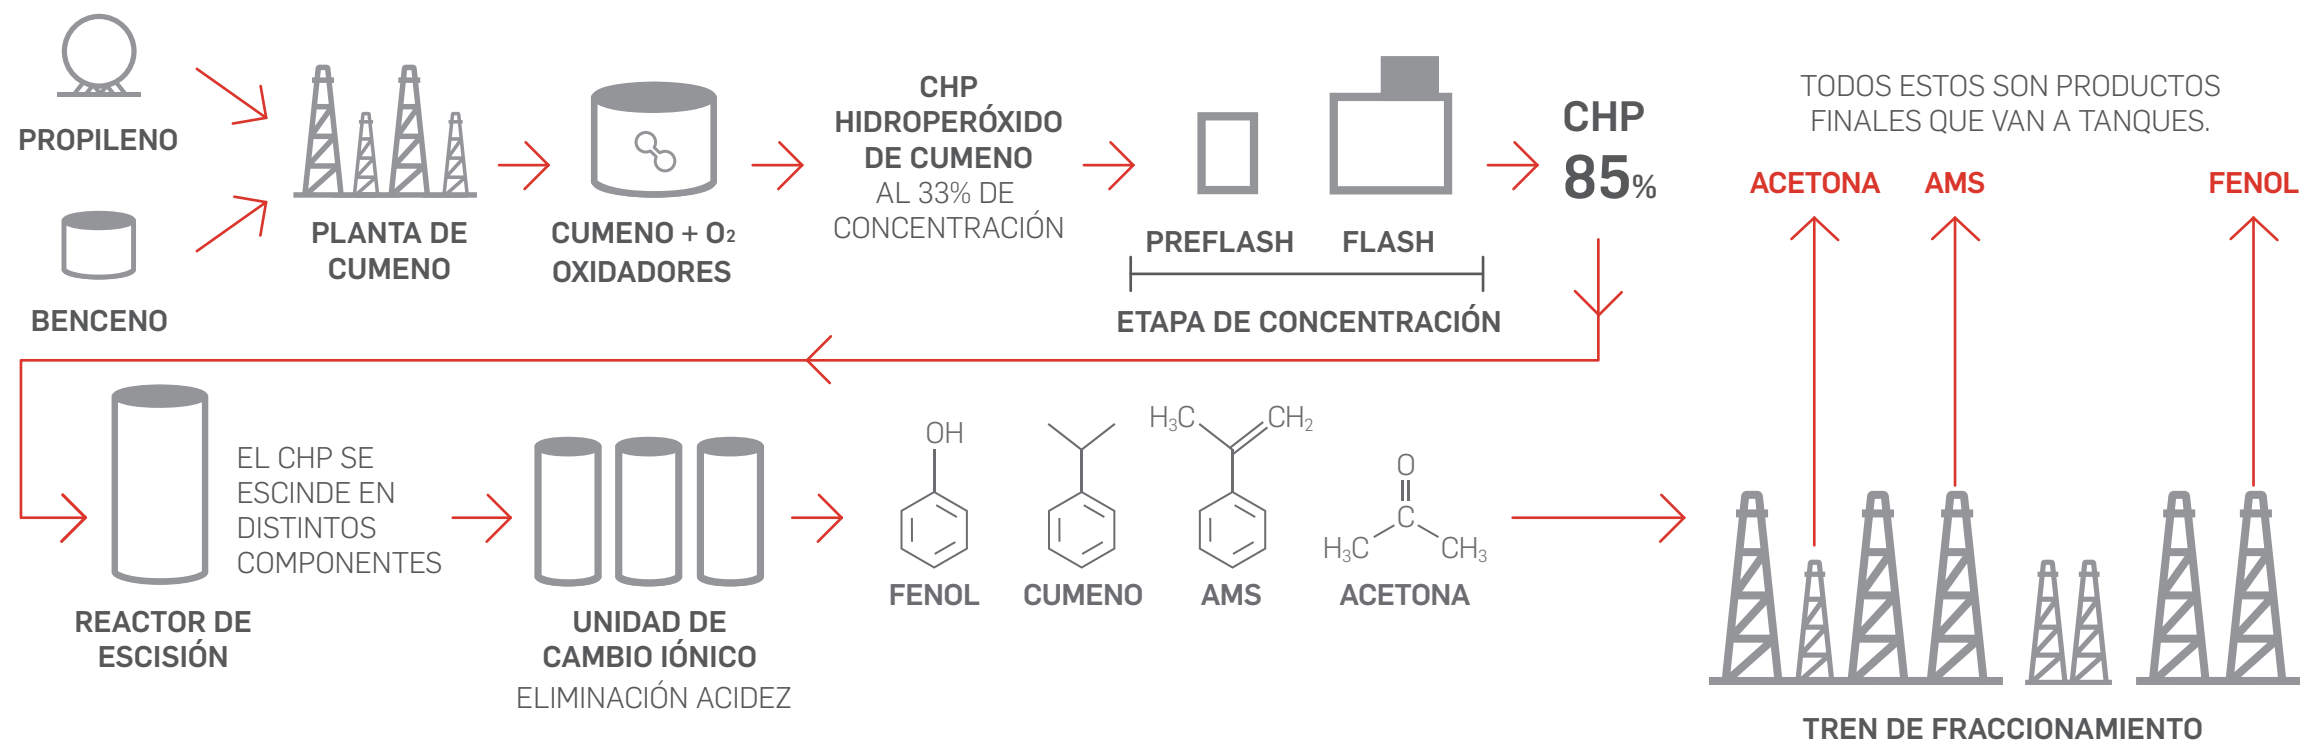 PROPILENO
BENCENO
PLANTA DE
CUMENO
CUMENO + O₂
OXIDADORES
CHP
HIDROPERÓXIDO
DE CUMENO
AL 33% DE
CONCENTRACIÓN
PREFLASH
FLASH
ETAPA DE CONCENTRACIÓN
CHP
85%
TODOS ESTOS SON PRODUCTOS
FINALES QUE VAN A TANQUES.
ACETONA
AMS
FENOL
REACTOR DE
ESCISIÓN
EL CHP SE
ESCINDE EN
DISTINTOS
COMPONENTES
UNIDAD DE
CAMBIO IÓNICO
ELIMINACIÓN ACIDEZ
OH
FENOL
CUMENO
H₃C
CH₂
AMS
O
C
H₃C
CH₃
ACETONA
TREN DE FRACCIONAMIENTO